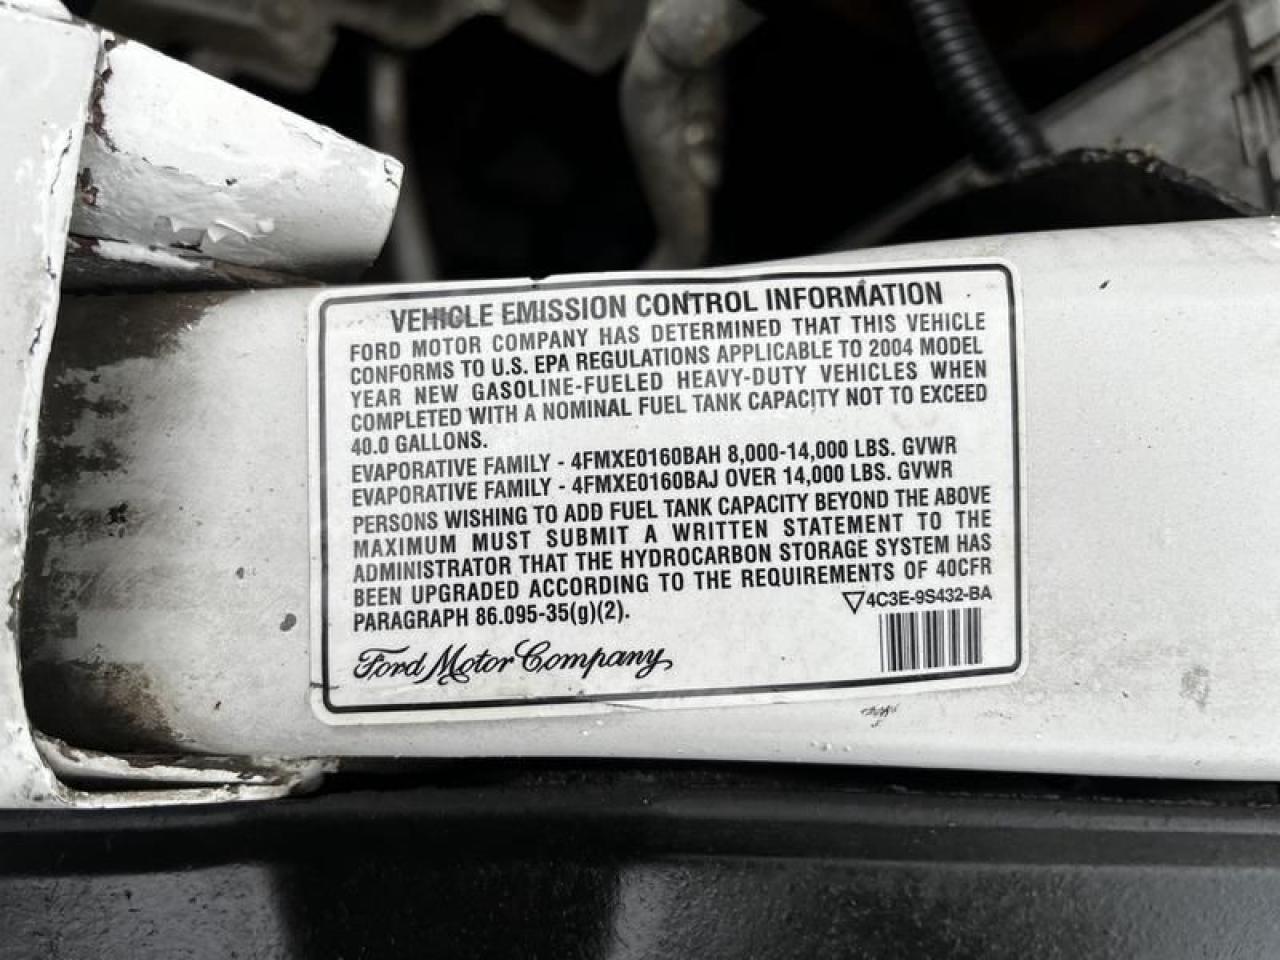 VEHICLE EMISSION CONTROL INFORMATION
FORD MOTOR COMPANY HAS DETERMINED THAT THIS VEHICLE
CONFORMS TO U.S. EPA REGULATIONS APPLICABLE TO 2004 MODEL
YEAR NEW GASOLINE-FUELED HEAVY-DUTY VEHICLES WHEN
COMPLETED WITH A NOMINAL FUEL TANK CAPACITY NOT TO EXCEED
40.0 GALLONS.
EVAPORATIVE FAMILY - 4FMXE0160BAH 8,000-14,000 LBS. GVWR
EVAPORATIVE FAMILY - 4FMXE0160BAJ OVER 14,000 LBS. GVWR
PERSONS WISHING TO ADD FUEL TANK CAPACITY BEYOND THE ABOVE
MAXIMUM MUST SUBMIT A WRITTEN STATEMENT TO THE
ADMINISTRATOR THAT THE HYDROCARBON STORAGE SYSTEM HAS
BEEN UPGRADED ACCORDING TO THE REQUIREMENTS OF 40CFR
PARAGRAPH 86.095-35(g)(2).
4C3E-9S432-BA
Ford Motor Company